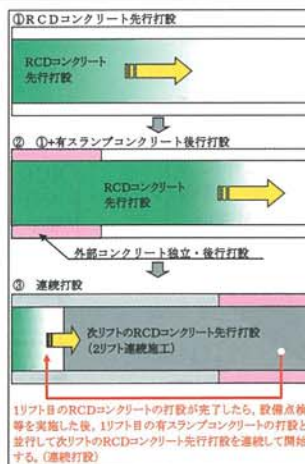 ①RCDコンクリート先行打設
RCDコンクリート
先行打設
② ①+有スランプコンクリート後行打設
RCDコンクリート
先行打設
外部コンクリート独立・後行打設
③ 連続打設
次リフトのRCDコンクリート先行打設
(2リフト連続施工)
1リフト目のRCDコンクリートの打設が完了したら、設備点検
等を実施した後、1リフト目の有スランプコンクリートの打設と
並行して次リフトのRCDコンクリート先行打設を連続して開始
する。(連続打設)